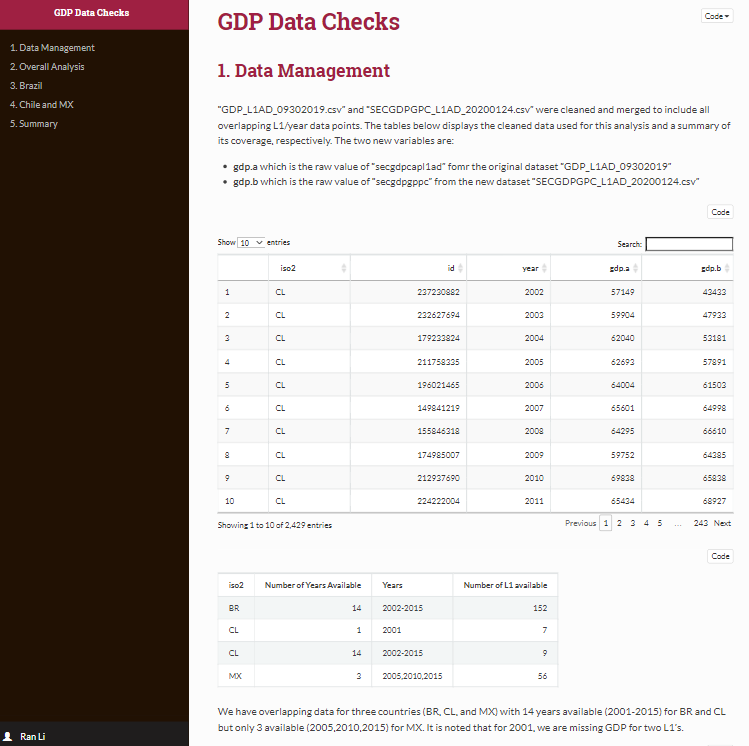 GDP Data Checks
1. Data Management
2. Overall Analysis
3. Brazil
4. Chile and MX
5. Summary
Ran Li
GDP Data Checks
Code
1. Data Management
"GDP_L1AD_09302019.csv" and "SECGDPGPC_L1AD_20200124.csv" were cleaned and merged to include all
overlapping L1/year data points. The tables below displays the cleaned data used for this analysis and a summary of
its coverage, respectively. The two new variables are:
• gdp.a which is the raw value of "secgdpcapl1ad" fomr the original dataset "GDP_L1AD_09302019"
• gdp.b which is the raw value of "secgdpgppc" from the new dataset "SECGDPGPC_L1AD_20200124.csv"
Code
Show 10 entries Search:
iso2 id year gdp.a gdp.b
1 CL 237230882 2002 57149 43433
2 CL 232627694 2003 59904 47933
3 CL 179233824 2004 62040 53181
4 CL 211758335 2005 62693 57891
5 CL 196021465 2006 64004 61503
6 CL 149841219 2007 65601 64998
7 CL 155846318 2008 64295 66610
8 CL 174985007 2009 59752 64385
9 CL 212937690 2010 69838 65838
10 CL 224222004 2011 65434 68927
Showing 1 to 10 of 2,429 entries Previous 1 2 3 4 5 ... 243 Next
Code
iso2 Number of Years Available Years Number of L1 available
BR 14 2002-2015 152
CL 1 2001 7
CL 14 2002-2015 9
MX 3 2005,2010,2015 56
We have overlapping data for three countries (BR, CL, and MX) with 14 years available (2001-2015) for BR and CL
but only 3 available (2005,2010,2015) for MX. It is noted that for 2001, we are missing GDP for two L1's.